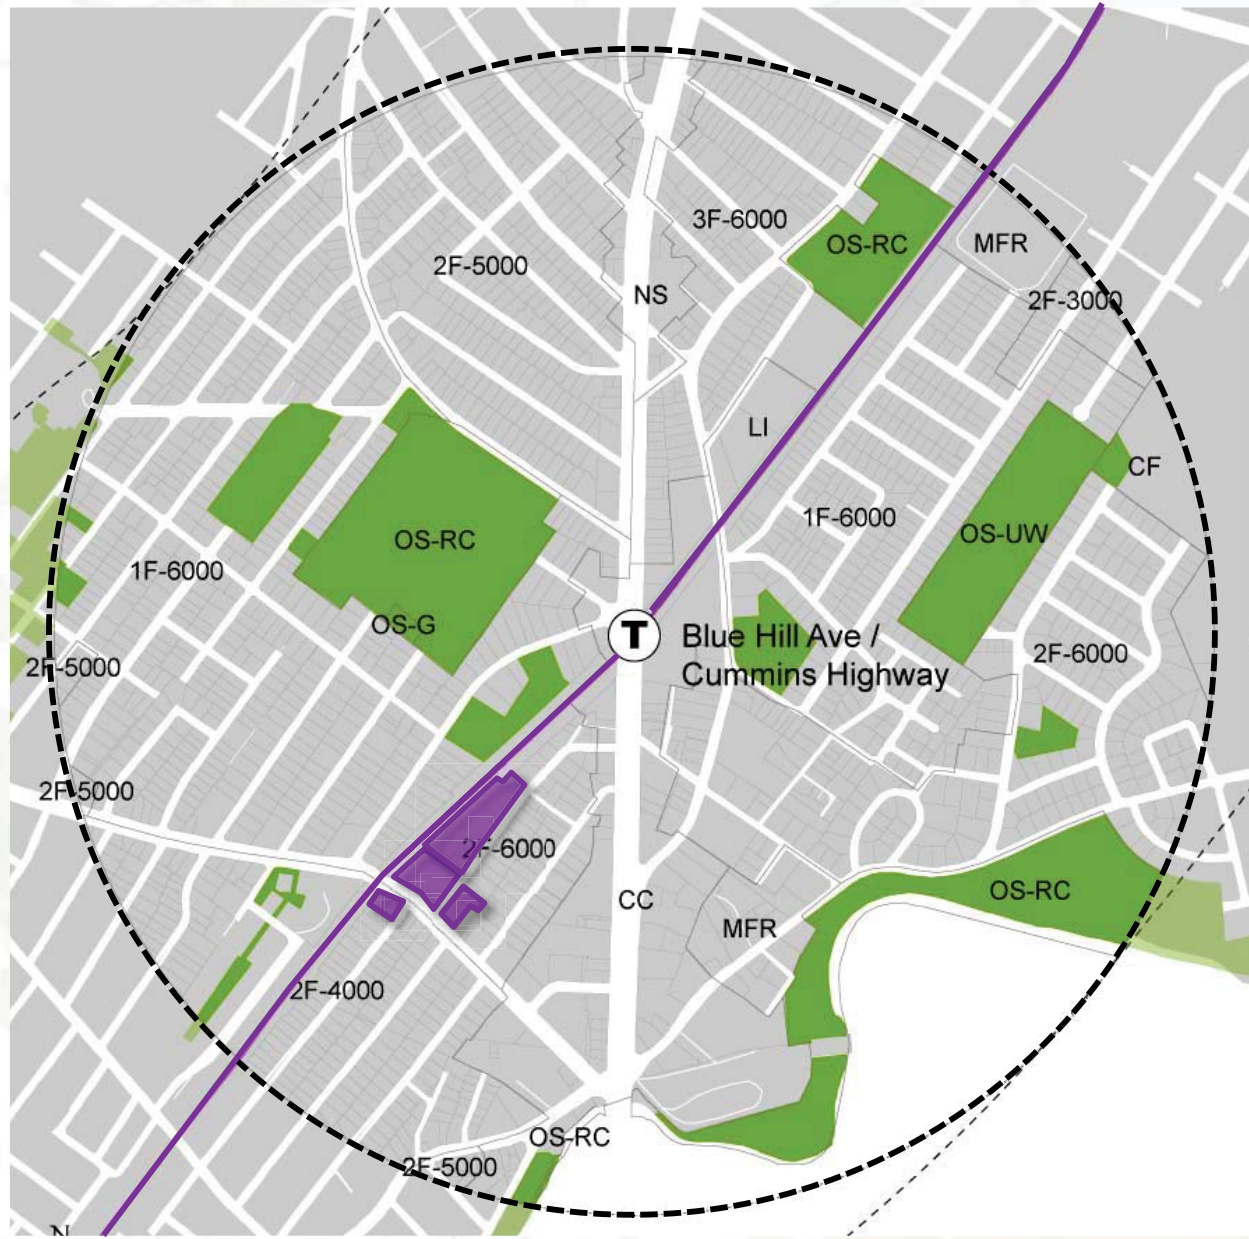 3F-6000
OS-RC
MFR
2F-5000
NS
2F-3000
LI
CF
1F-6000
OS-UW
OS-RC
1F-6000
OS-G
T
Blue Hill Ave /
Cummins Highway
2F-6000
2F-5000
2F-5000
2F-6000
OS-RC
CC
MFR
2F-4000
OS-RC
2F-5000
N